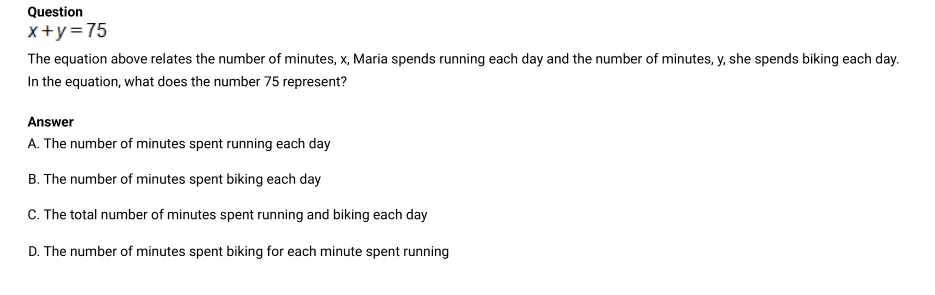 Question
x+y=75
The equation above relates the number of minutes, x, Maria spends running each day and the number of minutes, y, she spends biking each day.
In the equation, what does the number 75 represent?
Answer
A. The number of minutes spent running each day
B. The number of minutes spent biking each day
C. The total number of minutes spent running and biking each day
D. The number of minutes spent biking for each minute spent running